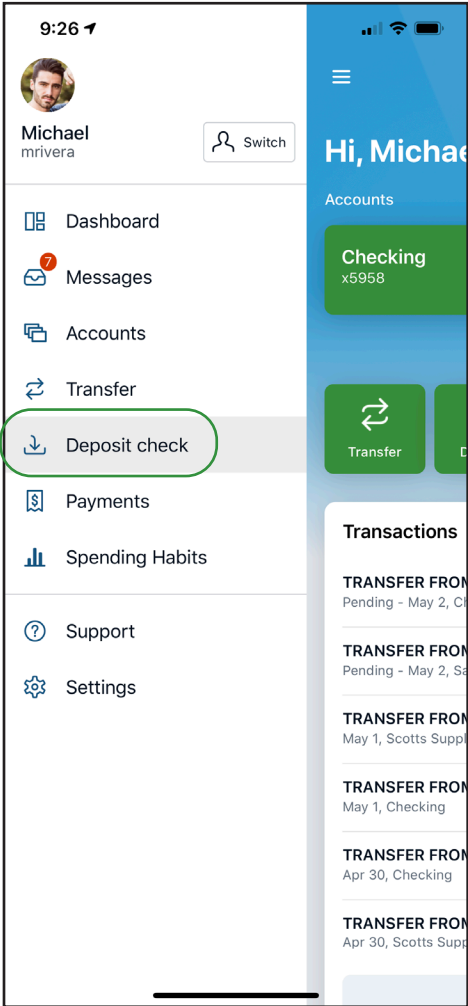 9:26
Michael
mrivera
Switch
Dashboard
7
Messages
Accounts
Transfer
Deposit check
Payments
Spending Habits
Support
Settings
Hi, Michae
Accounts
Checking
x5958
Transfer
Transactions
TRANSFER FROM
Pending - May 2, Ch
TRANSFER FROM
Pending - May 2, Sa
TRANSFER FROM
May 1, Scotts Suppl
TRANSFER FROM
May 1, Checking
TRANSFER FROM
Apr 30, Checking
TRANSFER FROM
Apr 30, Scotts Supp